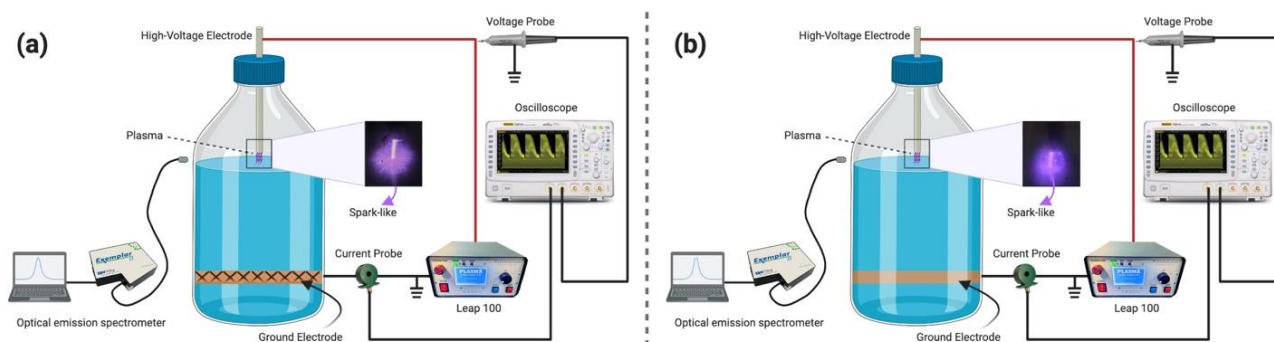 (a)
High-Voltage Electrode
Voltage Probe
Oscilloscope
Plasma
Spark-like
Current Probe
Exemplar
PLASMA
Leap 100
Optical emission spectrometer
Ground Electrode
(b)
High-Voltage Electrode
Voltage Probe
Oscilloscope
Plasma
Spark-like
Current Probe
Exemplar
PLASMA
Leap 100
Optical emission spectrometer
Ground Electrode